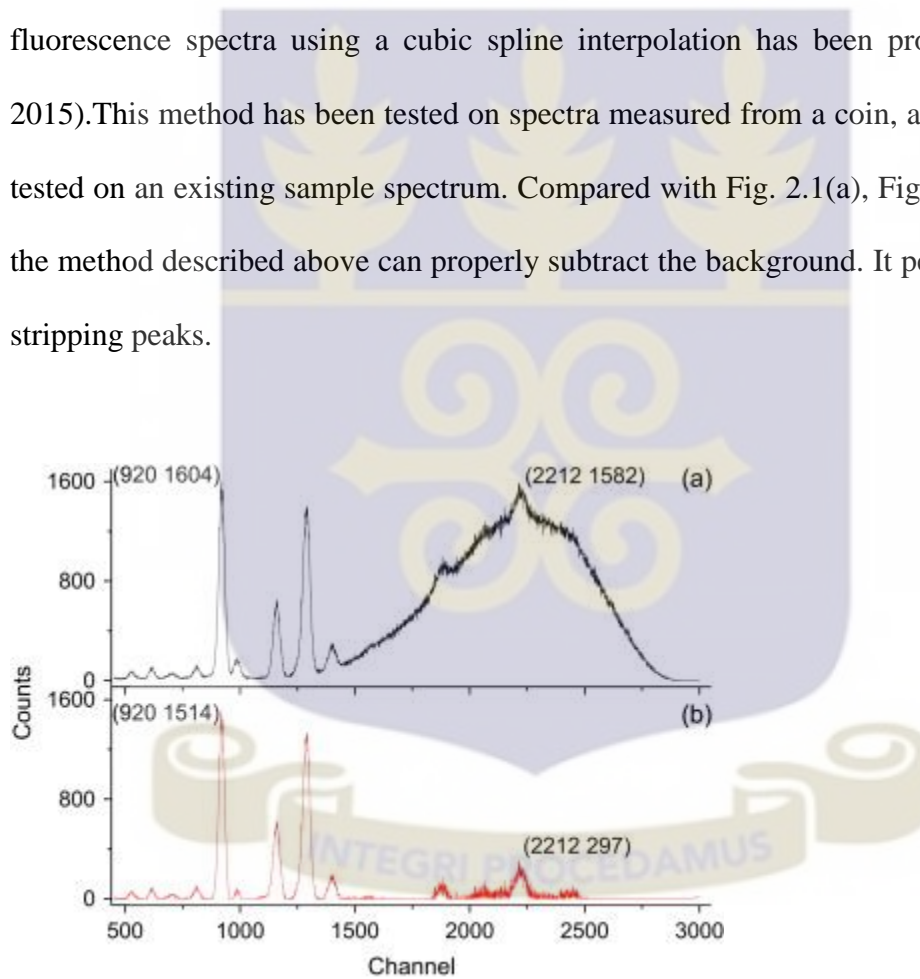 fluorescence spectra using a cubic spline interpolation has been pro
2015).This method has been tested on spectra measured from a coin, a
tested on an existing sample spectrum. Compared with Fig. 2.1(a), Fig
the method described above can properly subtract the background. It pe
stripping peaks.
1600
(920 1604)
(2212 1582)
(a)
800
0
Counts
1600
(920 1514)
(b)
800
(2212 297)
INTEGRI PROCEDAMUS
0
500 1000 1500 2000 2500 3000
Channel